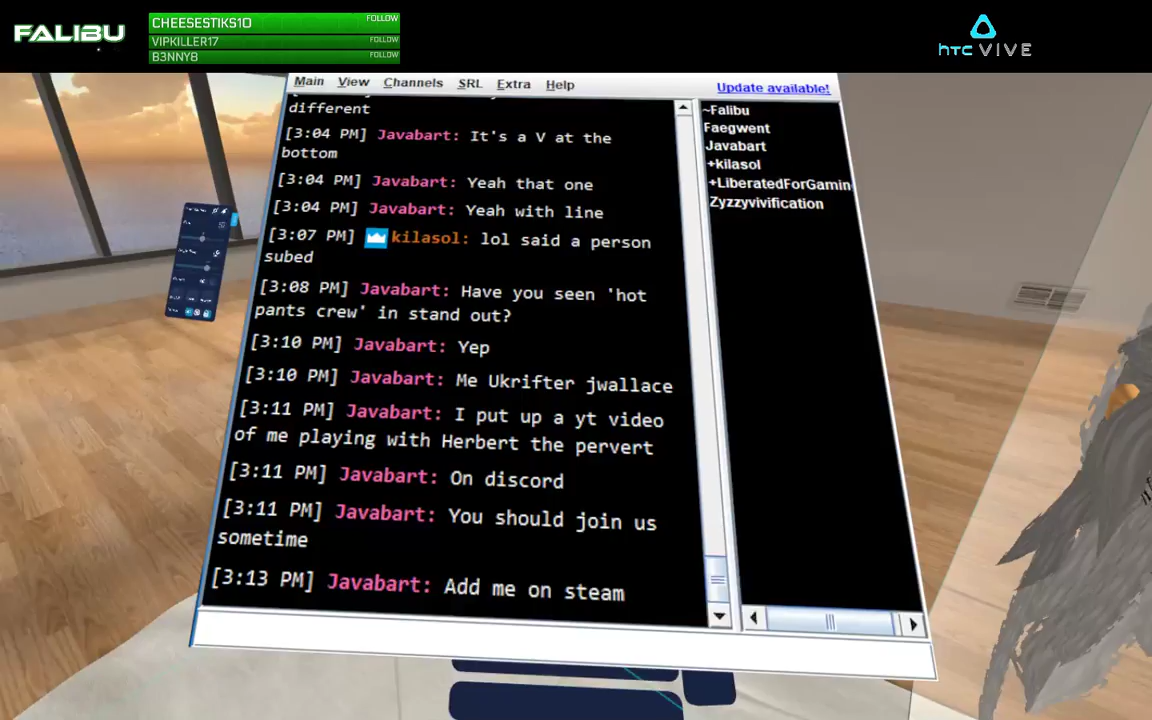 FALIBU
CHEESESTIKS10 FOLLOW
VIPKILLER17 FOLLOW
B3NNY8 FOLLOW
htc VIVE
Main View Channels SRL Extra Help
Update available!
different
[3:04 PM] Javabart: It's a V at the
bottom
[3:04 PM] Javabart: Yeah that one
[3:04 PM] Javabart: Yeah with line
[3:07 PM] kilasol: lol said a person
subed
[3:08 PM] Javabart: Have you seen 'hot
pants crew' in stand out?
[3:10 PM] Javabart: Yep
[3:10 PM] Javabart: Me Ukrifter jwallace
[3:11 PM] Javabart: I put up a yt video
of me playing with Herbert the pervert
[3:11 PM] Javabart: On discord
[3:11 PM] Javabart: You should join us
sometime
[3:13 PM] Javabart: Add me on steam
~Falibu
Faegwent
Javabart
+kilasol
+LiberatedForGamin
Zyzzyvivification